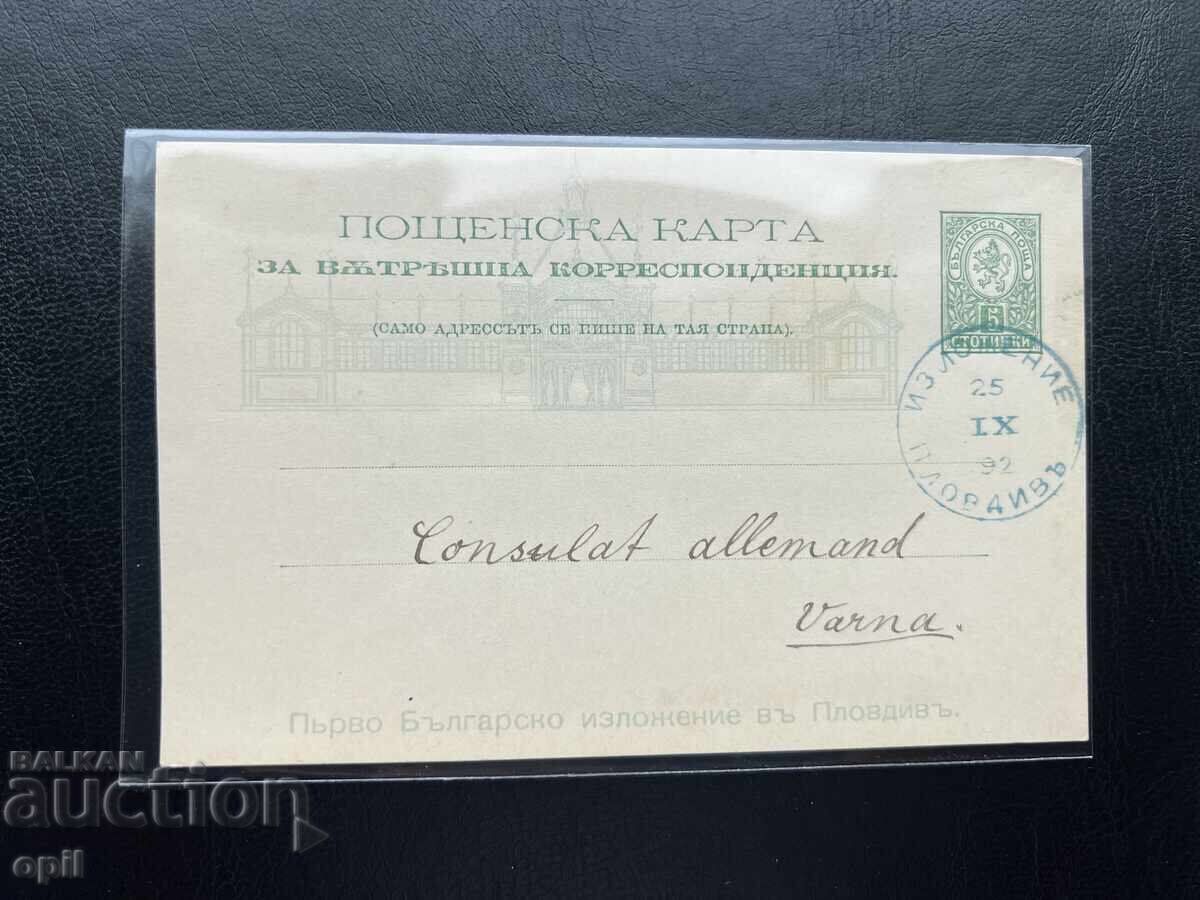 ПОЩЕНСКА КАРТА
ЗА ВѪТРѢШНА КОРРЕСПОНДЕНЦИЯ.
(САМО АДРЕССЪТЪ СЕ ПИШЕ НА ТАЯ СТРАНА).
БЪЛГАРСКА ПОЩА
5
СТОТИНКИ
ИЗЛОЖЕНИЕ
25
IX
92
ПЛОВДИВЪ
Consulat allemand
Varna.
Първо Българско изложение въ Пловдивъ.
BALKAN
auction
opil